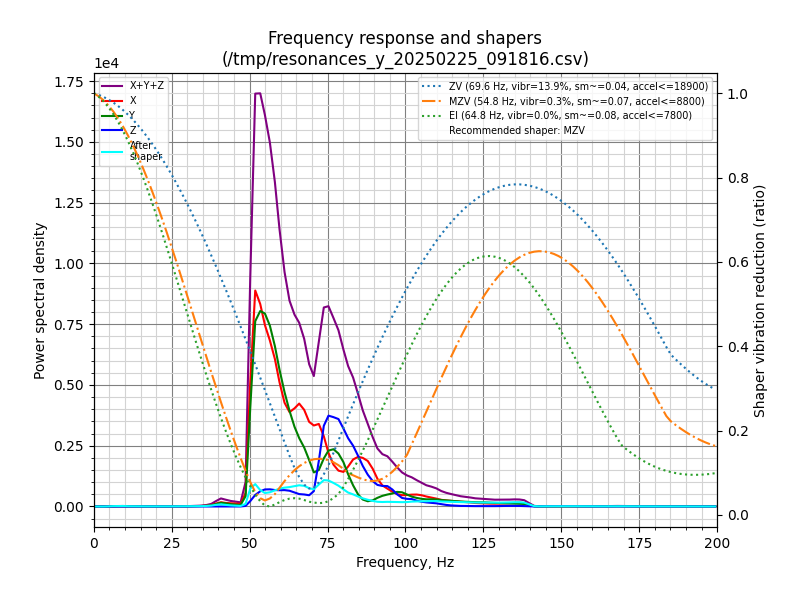 Frequency response and shapers
(/tmp/resonances_y_20250225_091816.csv)
1e4
X+Y+Z
X
Y
Z
After
shaper
ZV (69.6 Hz, vibr=13.9%, sm~=0.04, accel<=18900)
MZV (54.8 Hz, vibr=0.3%, sm~=0.07, accel<=8800)
EI (64.8 Hz, vibr=0.0%, sm~=0.08, accel<=7800)
Recommended shaper: MZV
Power spectral density
1.75
1.50
1.25
1.00
0.75
0.50
0.25
0.00
1.0
0.8
0.6
0.4
0.2
0.0
Shaper vibration reduction (ratio)
0 25 50 75 100 125 150 175 200
Frequency, Hz